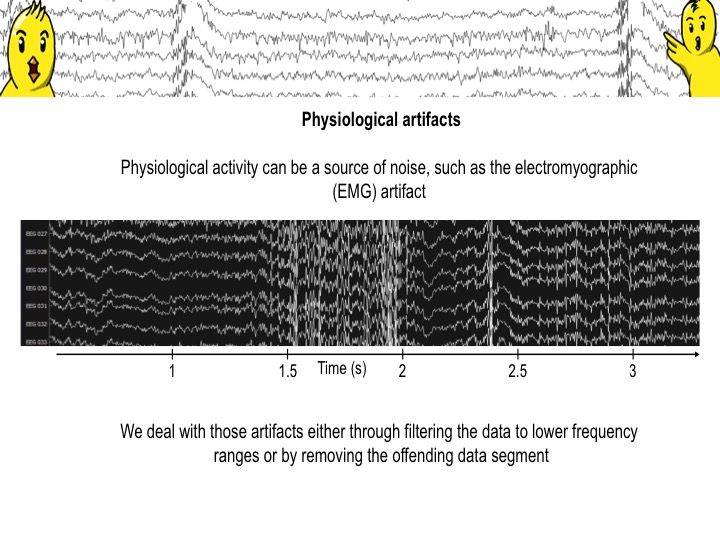 Physiological artifacts
Physiological activity can be a source of noise, such as the electromyographic
(EMG) artifact
EEG 027
EEG 028
EEG 029
EEG 030
EEG 031
EEG 032
EEG 033
1 1.5 Time (s) 2 2.5 3
We deal with those artifacts either through filtering the data to lower frequency
ranges or by removing the offending data segment